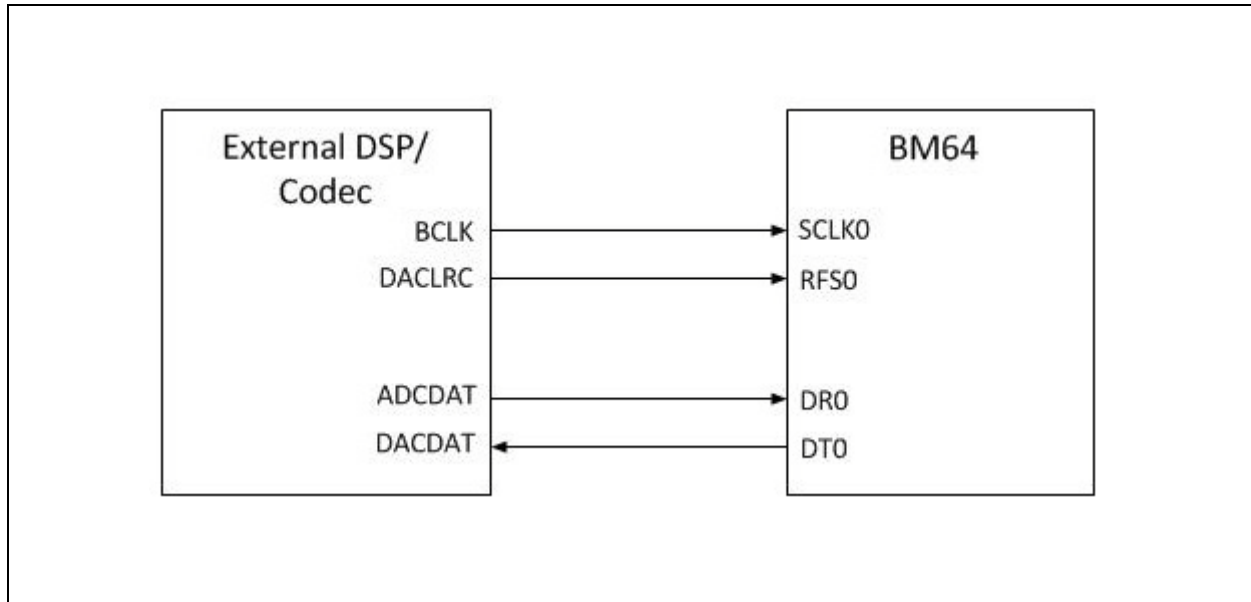 External DSP/
Codec
BCLK
DACLRC
ADCDAT
DACDAT
BM64
SCLK0
RFS0
DR0
DT0